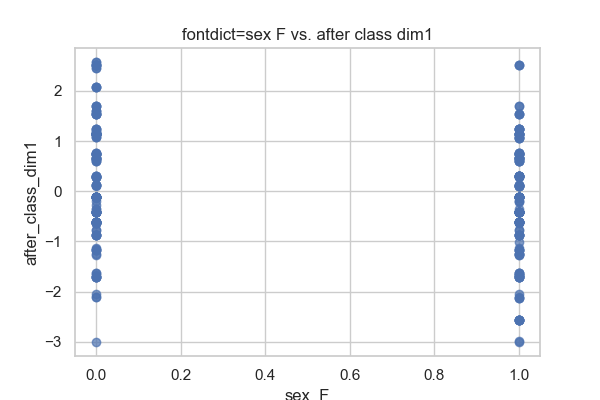 fontdict=sex F vs. after class dim1
after_class_dim1
2
1
0
−1
−2
−3
0.0 0.2 0.4 0.6 0.8 1.0
sex_F